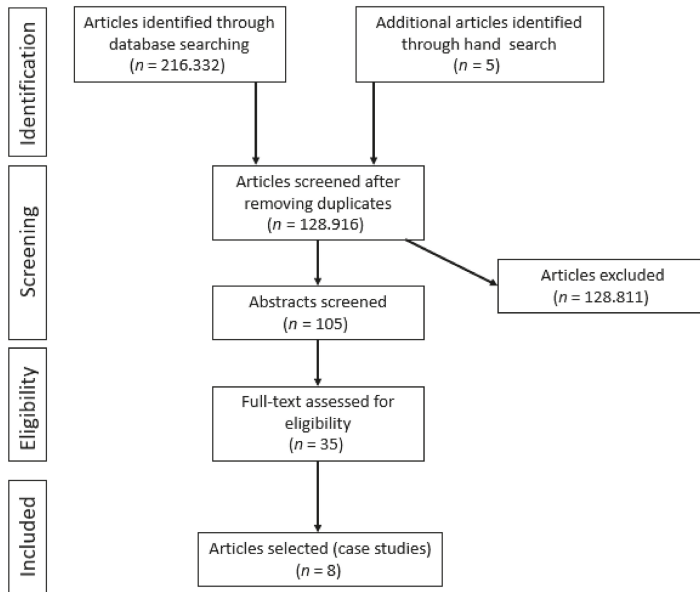 Identification
Articles identified through
database searching
(n = 216.332)
Additional articles identified
through hand search
(n = 5)
Screening
Articles screened after
removing duplicates
(n = 128.916)
Articles excluded
(n = 128.811)
Abstracts screened
(n = 105)
Eligibility
Full-text assessed for
eligibility
(n = 35)
Included
Articles selected (case studies)
(n = 8)